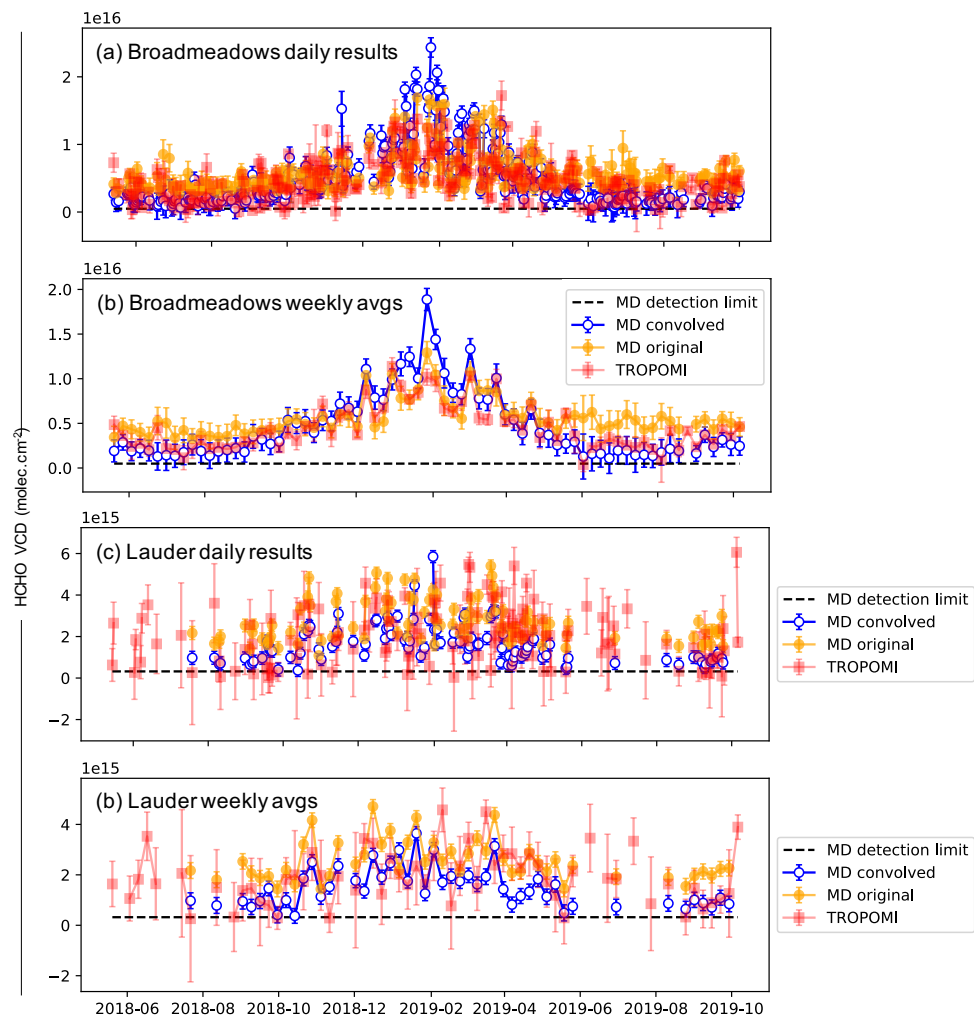 HCHO VCD (molec.cm²)
1e16
(a) Broadmeadows daily results
2
1
0
1e16
(b) Broadmeadows weekly avgs
2.0
1.5
1.0
0.5
0.0
MD detection limit
MD convolved
MD original
TROPOMI
1e15
(c) Lauder daily results
6
4
2
0
−2
MD detection limit
MD convolved
MD original
TROPOMI
1e15
(b) Lauder weekly avgs
4
2
0
−2
MD detection limit
MD convolved
MD original
TROPOMI
2018-06 2018-08 2018-10 2018-12 2019-02 2019-04 2019-06 2019-08 2019-10